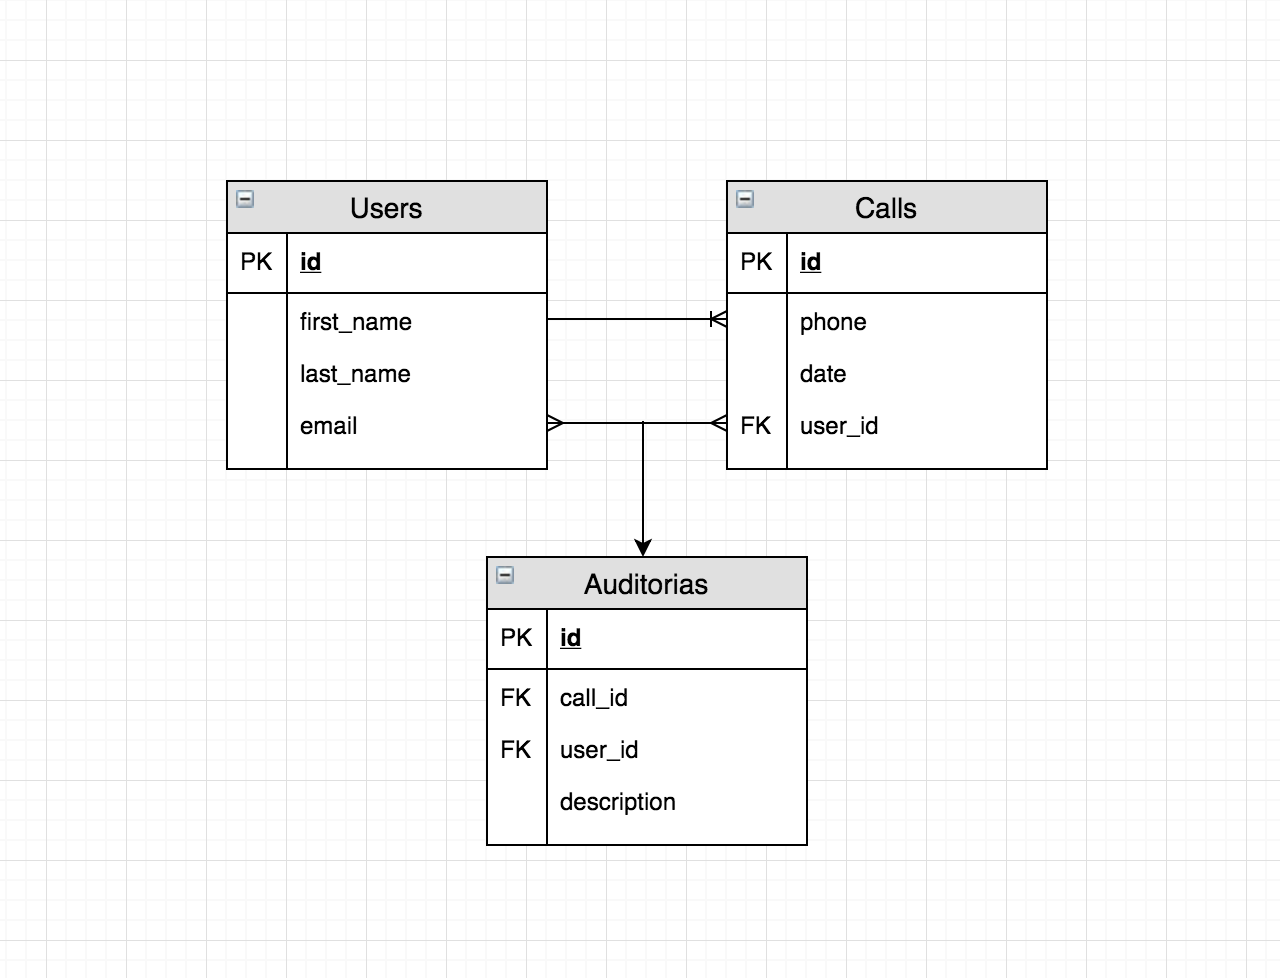 Users
PK id
first_name
last_name
email
Calls
PK id
phone
date
FK user_id
Auditorias
PK id
FK call_id
FK user_id
description